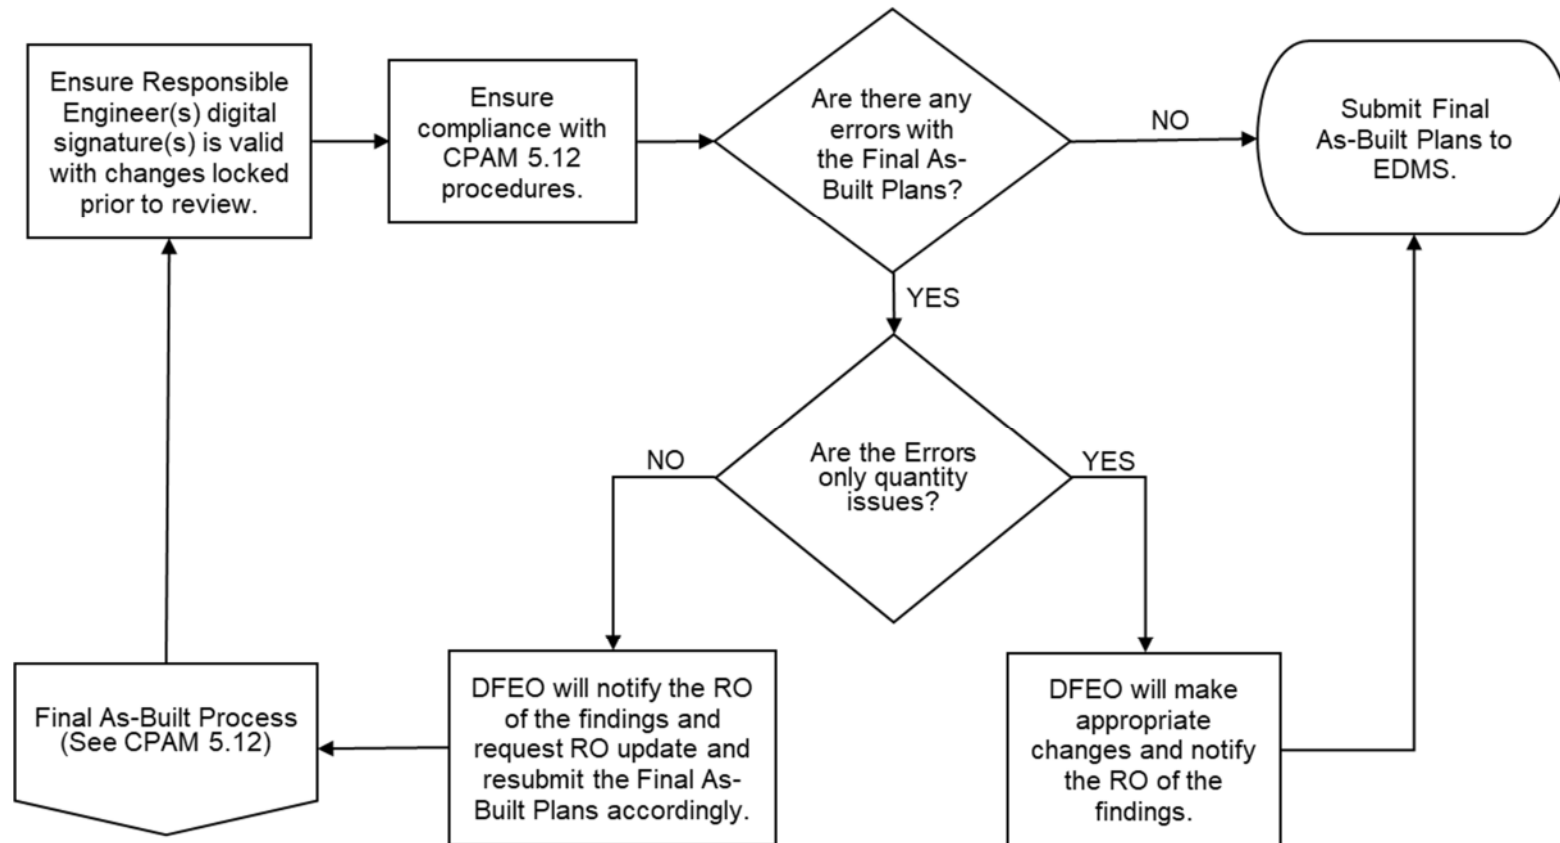 Ensure Responsible
Engineer(s) digital
signature(s) is valid
with changes locked
prior to review.
Ensure
compliance with
CPAM 5.12
procedures.
Are there any
errors with
the Final As-
Built Plans?
NO
Submit Final
As-Built Plans to
EDMS.
YES
Are the Errors
only quantity
issues?
NO
YES
Final As-Built Process
(See CPAM 5.12)
DFEO will notify the RO
of the findings and
request RO update and
resubmit the Final As-
Built Plans accordingly.
DFEO will make
appropriate
changes and notify
the RO of the
findings.